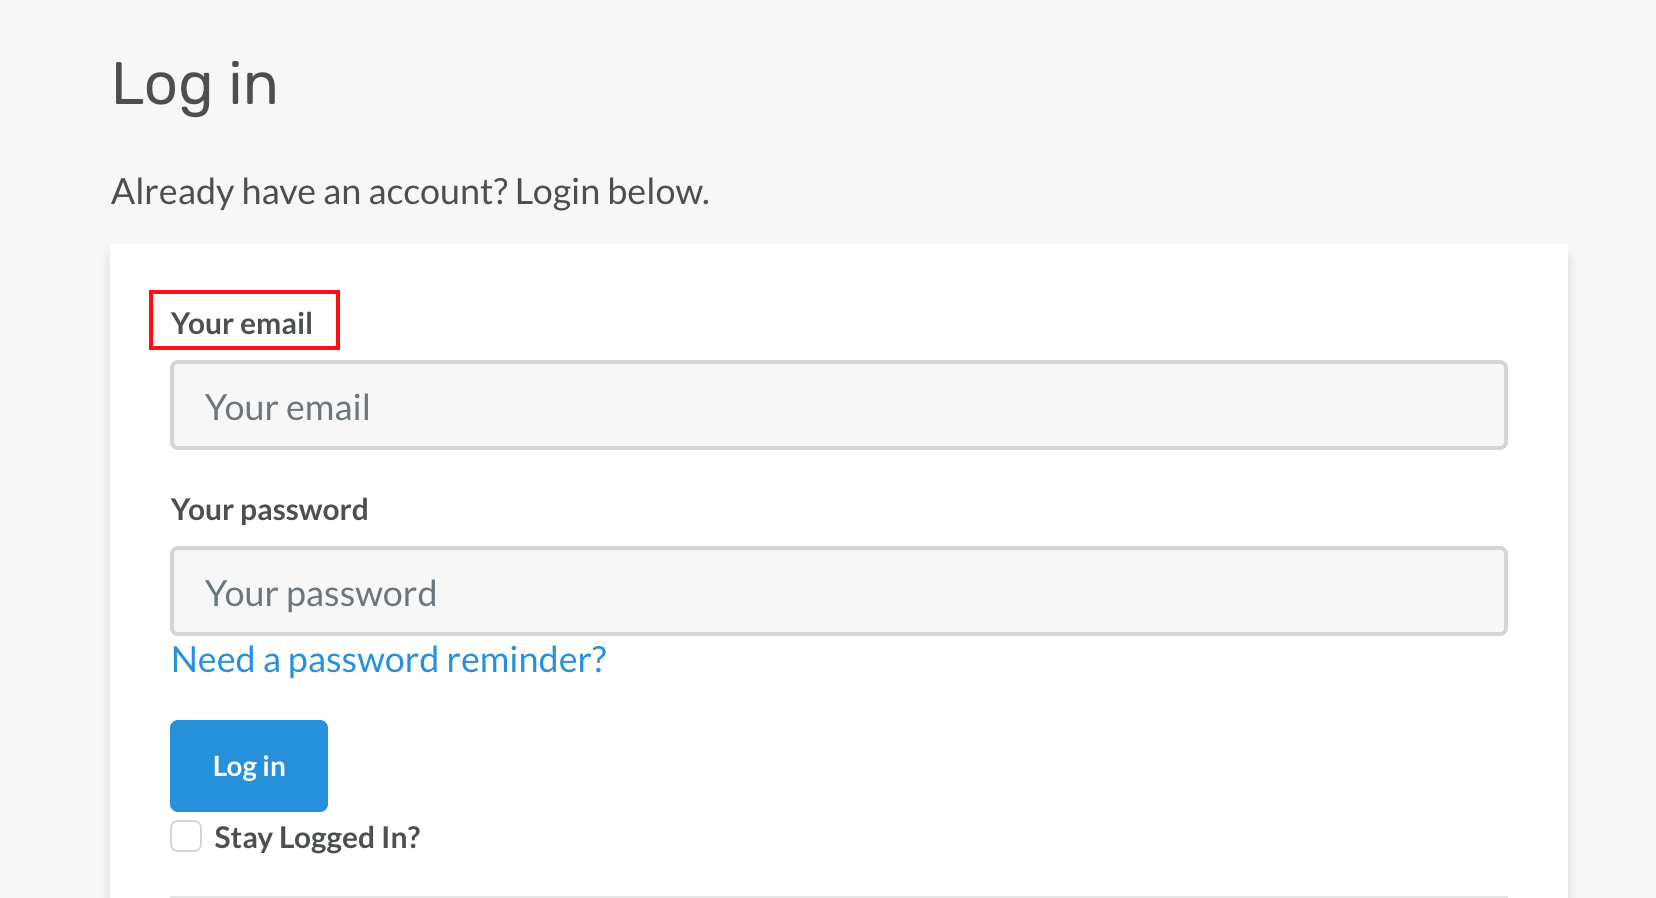 Log in
Already have an account? Login below.
Your email
Your email
Your password
Your password
Need a password reminder?
Log in
Stay Logged In?